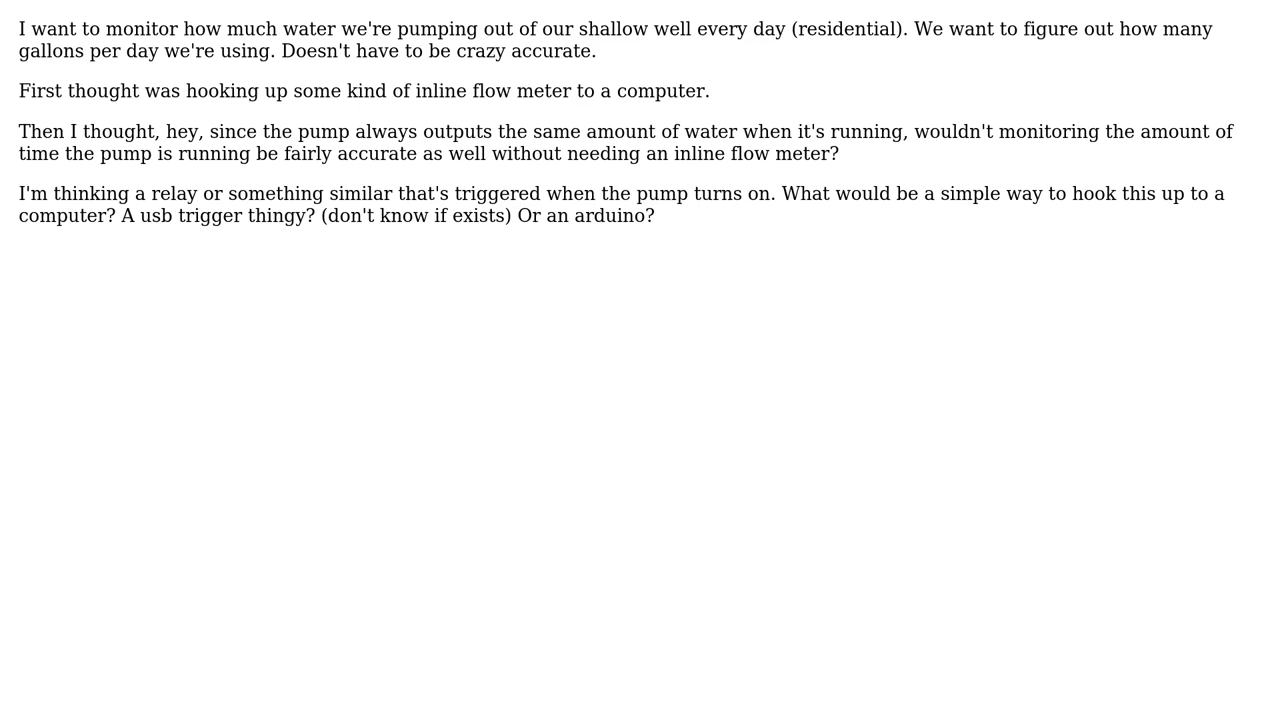 I want to monitor how much water we're pumping out of our shallow well every day (residential). We want to figure out how many
gallons per day we're using. Doesn't have to be crazy accurate.
First thought was hooking up some kind of inline flow meter to a computer.
Then I thought, hey, since the pump always outputs the same amount of water when it's running, wouldn't monitoring the amount of
time the pump is running be fairly accurate as well without needing an inline flow meter?
I'm thinking a relay or something similar that's triggered when the pump turns on. What would be a simple way to hook this up to a
computer? A usb trigger thingy? (don't know if exists) Or an arduino?